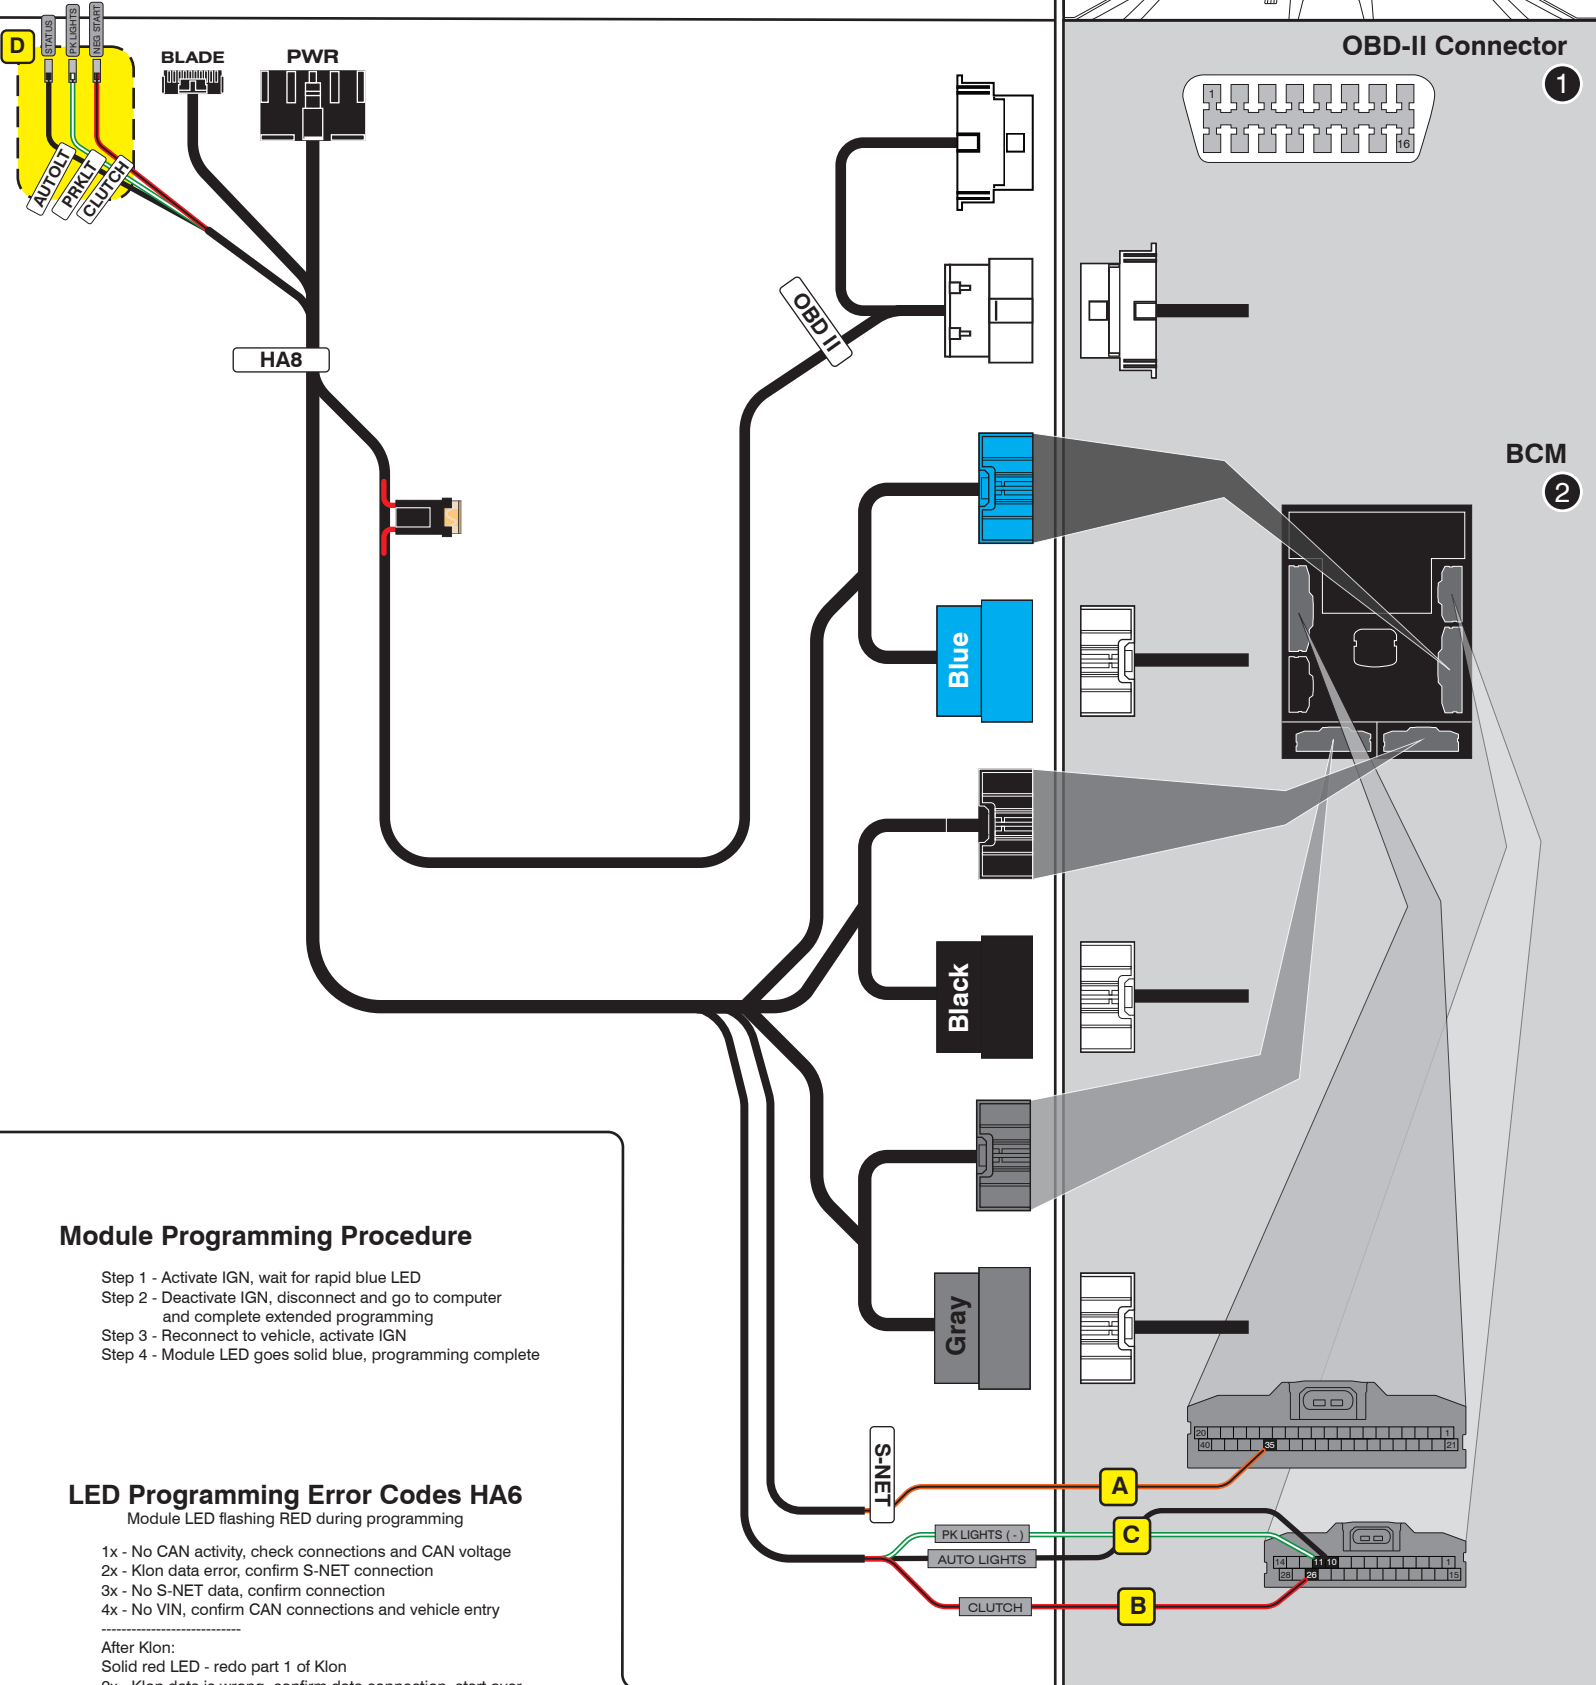 D
STATUS
PK LIGHTS
NEG START
AUTOLT
PRKLT
CLUTCH
BLADE
PWR
HA8
OBD II
OBD-II Connector
1
1
16
BCM
2
Blue
Black
Gray
S-NET
A
PK LIGHTS ( - )
C
AUTO LIGHTS
CLUTCH
B
20
1
40
35
21
14
11
10
1
28
26
15
Module Programming Procedure
Step 1 - Activate IGN, wait for rapid blue LED
Step 2 - Deactivate IGN, disconnect and go to computer
and complete extended programming
Step 3 - Reconnect to vehicle, activate IGN
Step 4 - Module LED goes solid blue, programming complete
LED Programming Error Codes HA6
Module LED flashing RED during programming
1x - No CAN activity, check connections and CAN voltage
2x - Klon data error, confirm S-NET connection
3x - No S-NET data, confirm connection
4x - No VIN, confirm CAN connections and vehicle entry
----------------------------
After Klon:
Solid red LED - redo part 1 of Klon